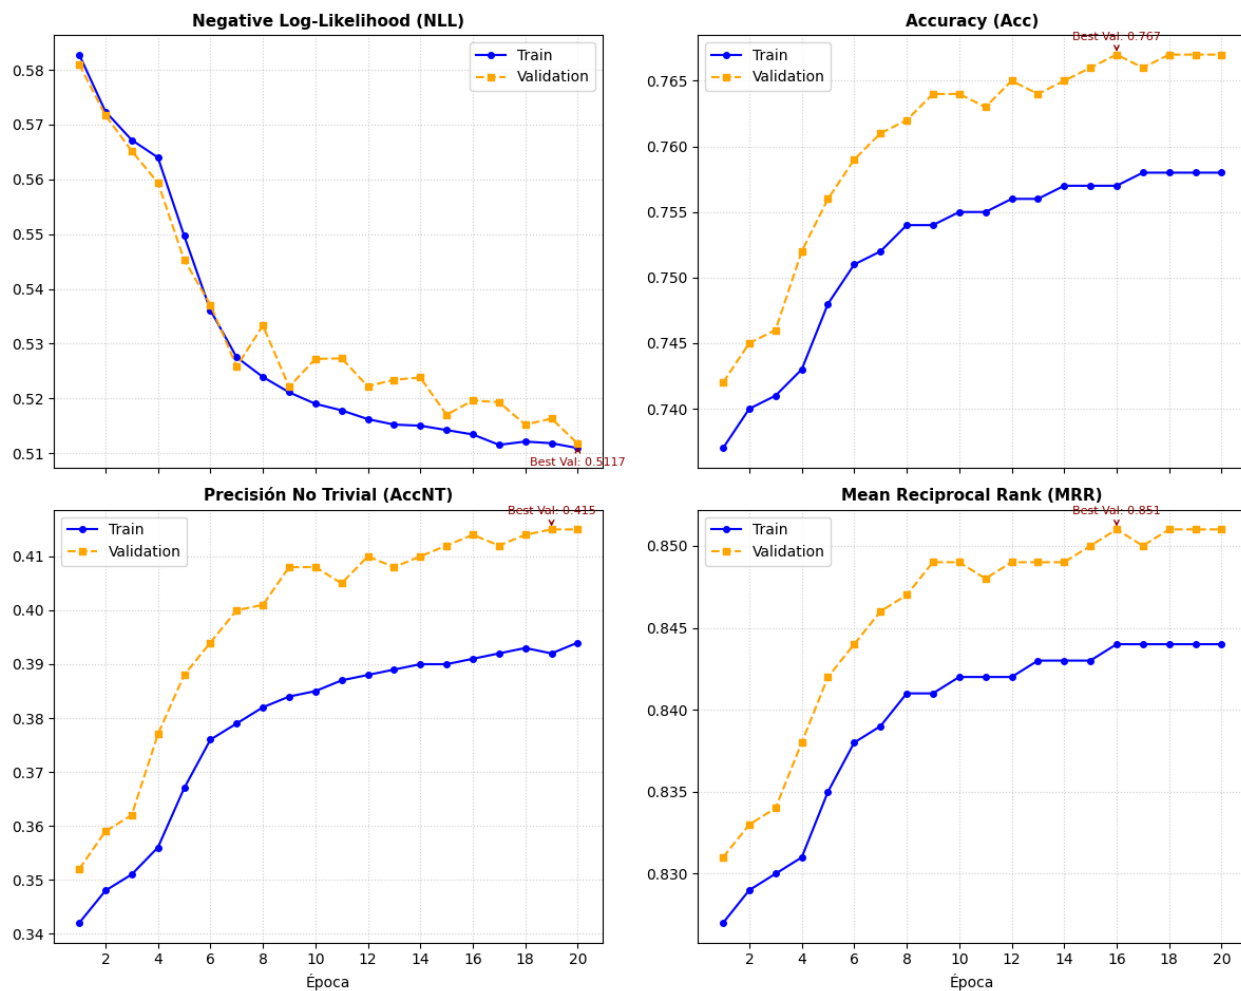 Negative Log-Likelihood (NLL)
Train
Validation
0.58
0.57
0.56
0.55
0.54
0.53
0.52
0.51
Best Val: 0.5117
Accuracy (Acc)
Best Val: 0.767
Train
Validation
0.765
0.760
0.755
0.750
0.745
0.740
Precisión No Trivial (AccNT)
Best Val: 0.415
Train
Validation
0.41
0.40
0.39
0.38
0.37
0.36
0.35
0.34
2 4 6 8 10 12 14 16 18 20
Época
Mean Reciprocal Rank (MRR)
Best Val: 0.851
Train
Validation
0.850
0.845
0.840
0.835
0.830
2 4 6 8 10 12 14 16 18 20
Época